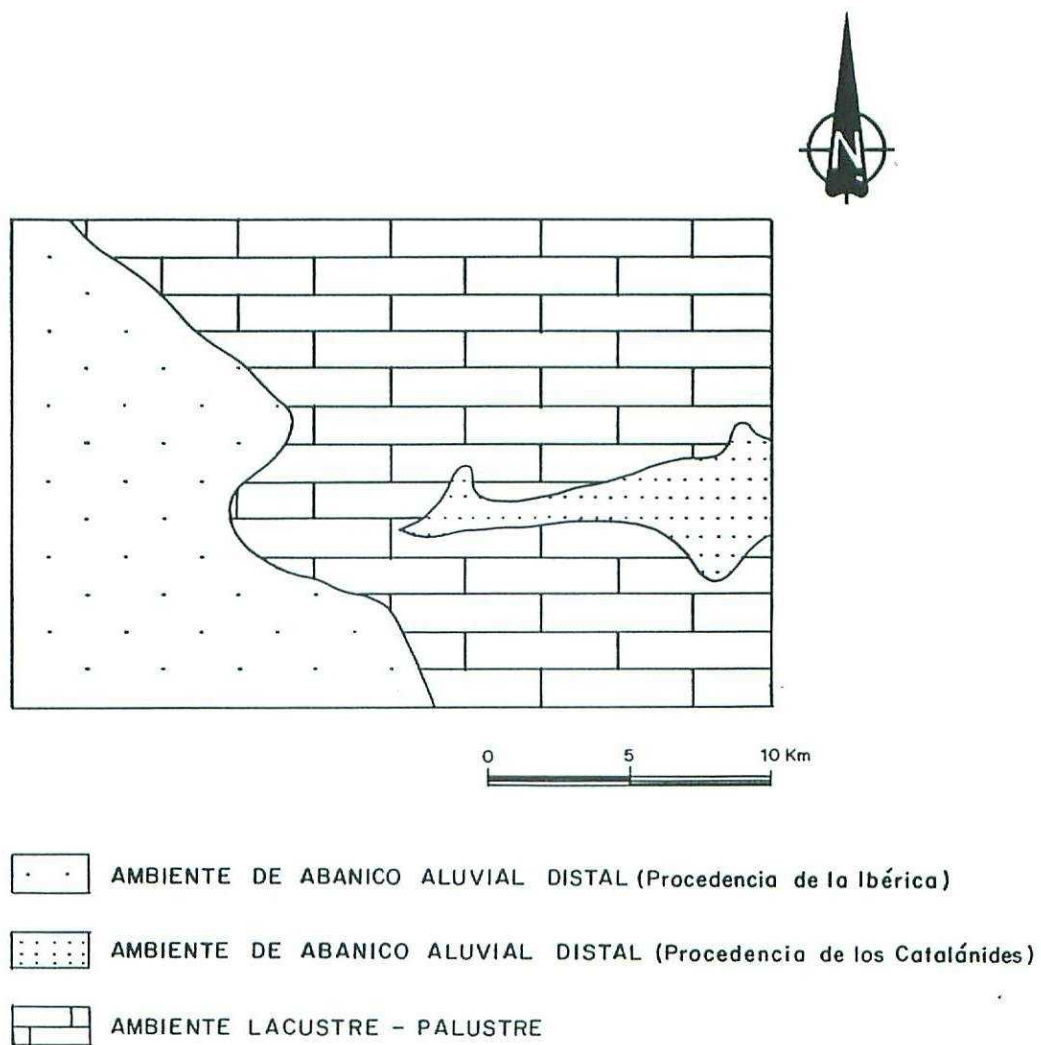 N
0 5 10 Km
AMBIENTE DE ABANICO ALUVIAL DISTAL (Procedencia de la Ibérica)
AMBIENTE DE ABANICO ALUVIAL DISTAL (Procedencia de los Catalánides)
AMBIENTE LACUSTRE - PALUSTRE